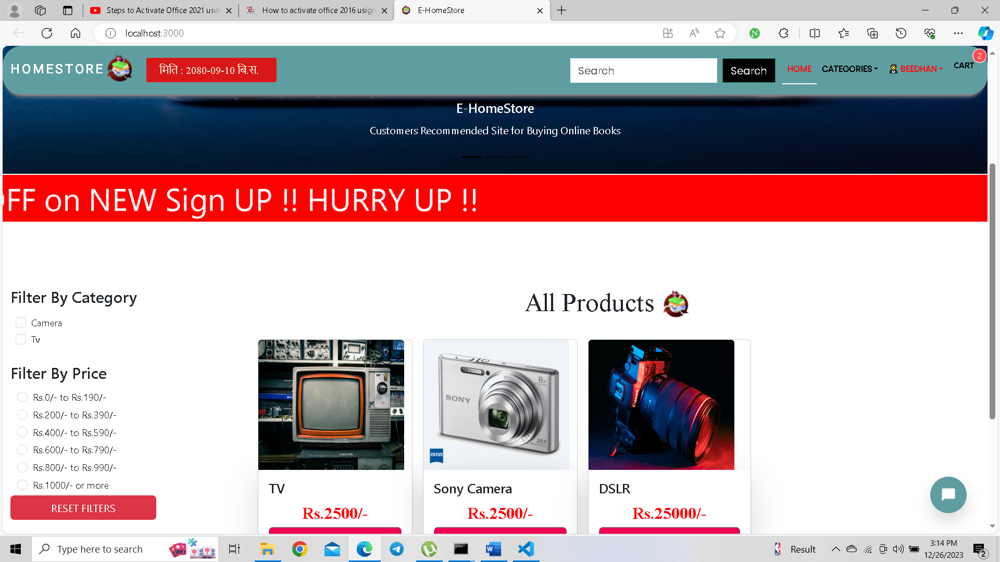 Steps to Activate Office 2021 usin
How to activate office 2016 usign
E-HomeStore
localhost:3000
HOMESTORE
मिति : 2080-09-10 बि.स.
Search
Search
HOME
CATEGORIES
BEEDHAN
CART
2
E-HomeStore
Customers Recommended Site for Buying Online Books
OFF on NEW Sign UP !! HURRY UP !!
Filter By Category
Camera
Tv
Filter By Price
Rs.0/- to Rs.190/-
Rs.200/- to Rs.390/-
Rs.400/- to Rs.590/-
Rs.600/- to Rs.790/-
Rs.800/- to Rs.990/-
Rs.1000/- or more
RESET FILTERS
All Products
SONY
ZEISS
8x
20.1
ZEISS
Canon
TV
Rs.2500/-
Sony Camera
Rs.2500/-
DSLR
Rs.25000/-
Type here to search
Result
3:14 PM
12/26/2023
2